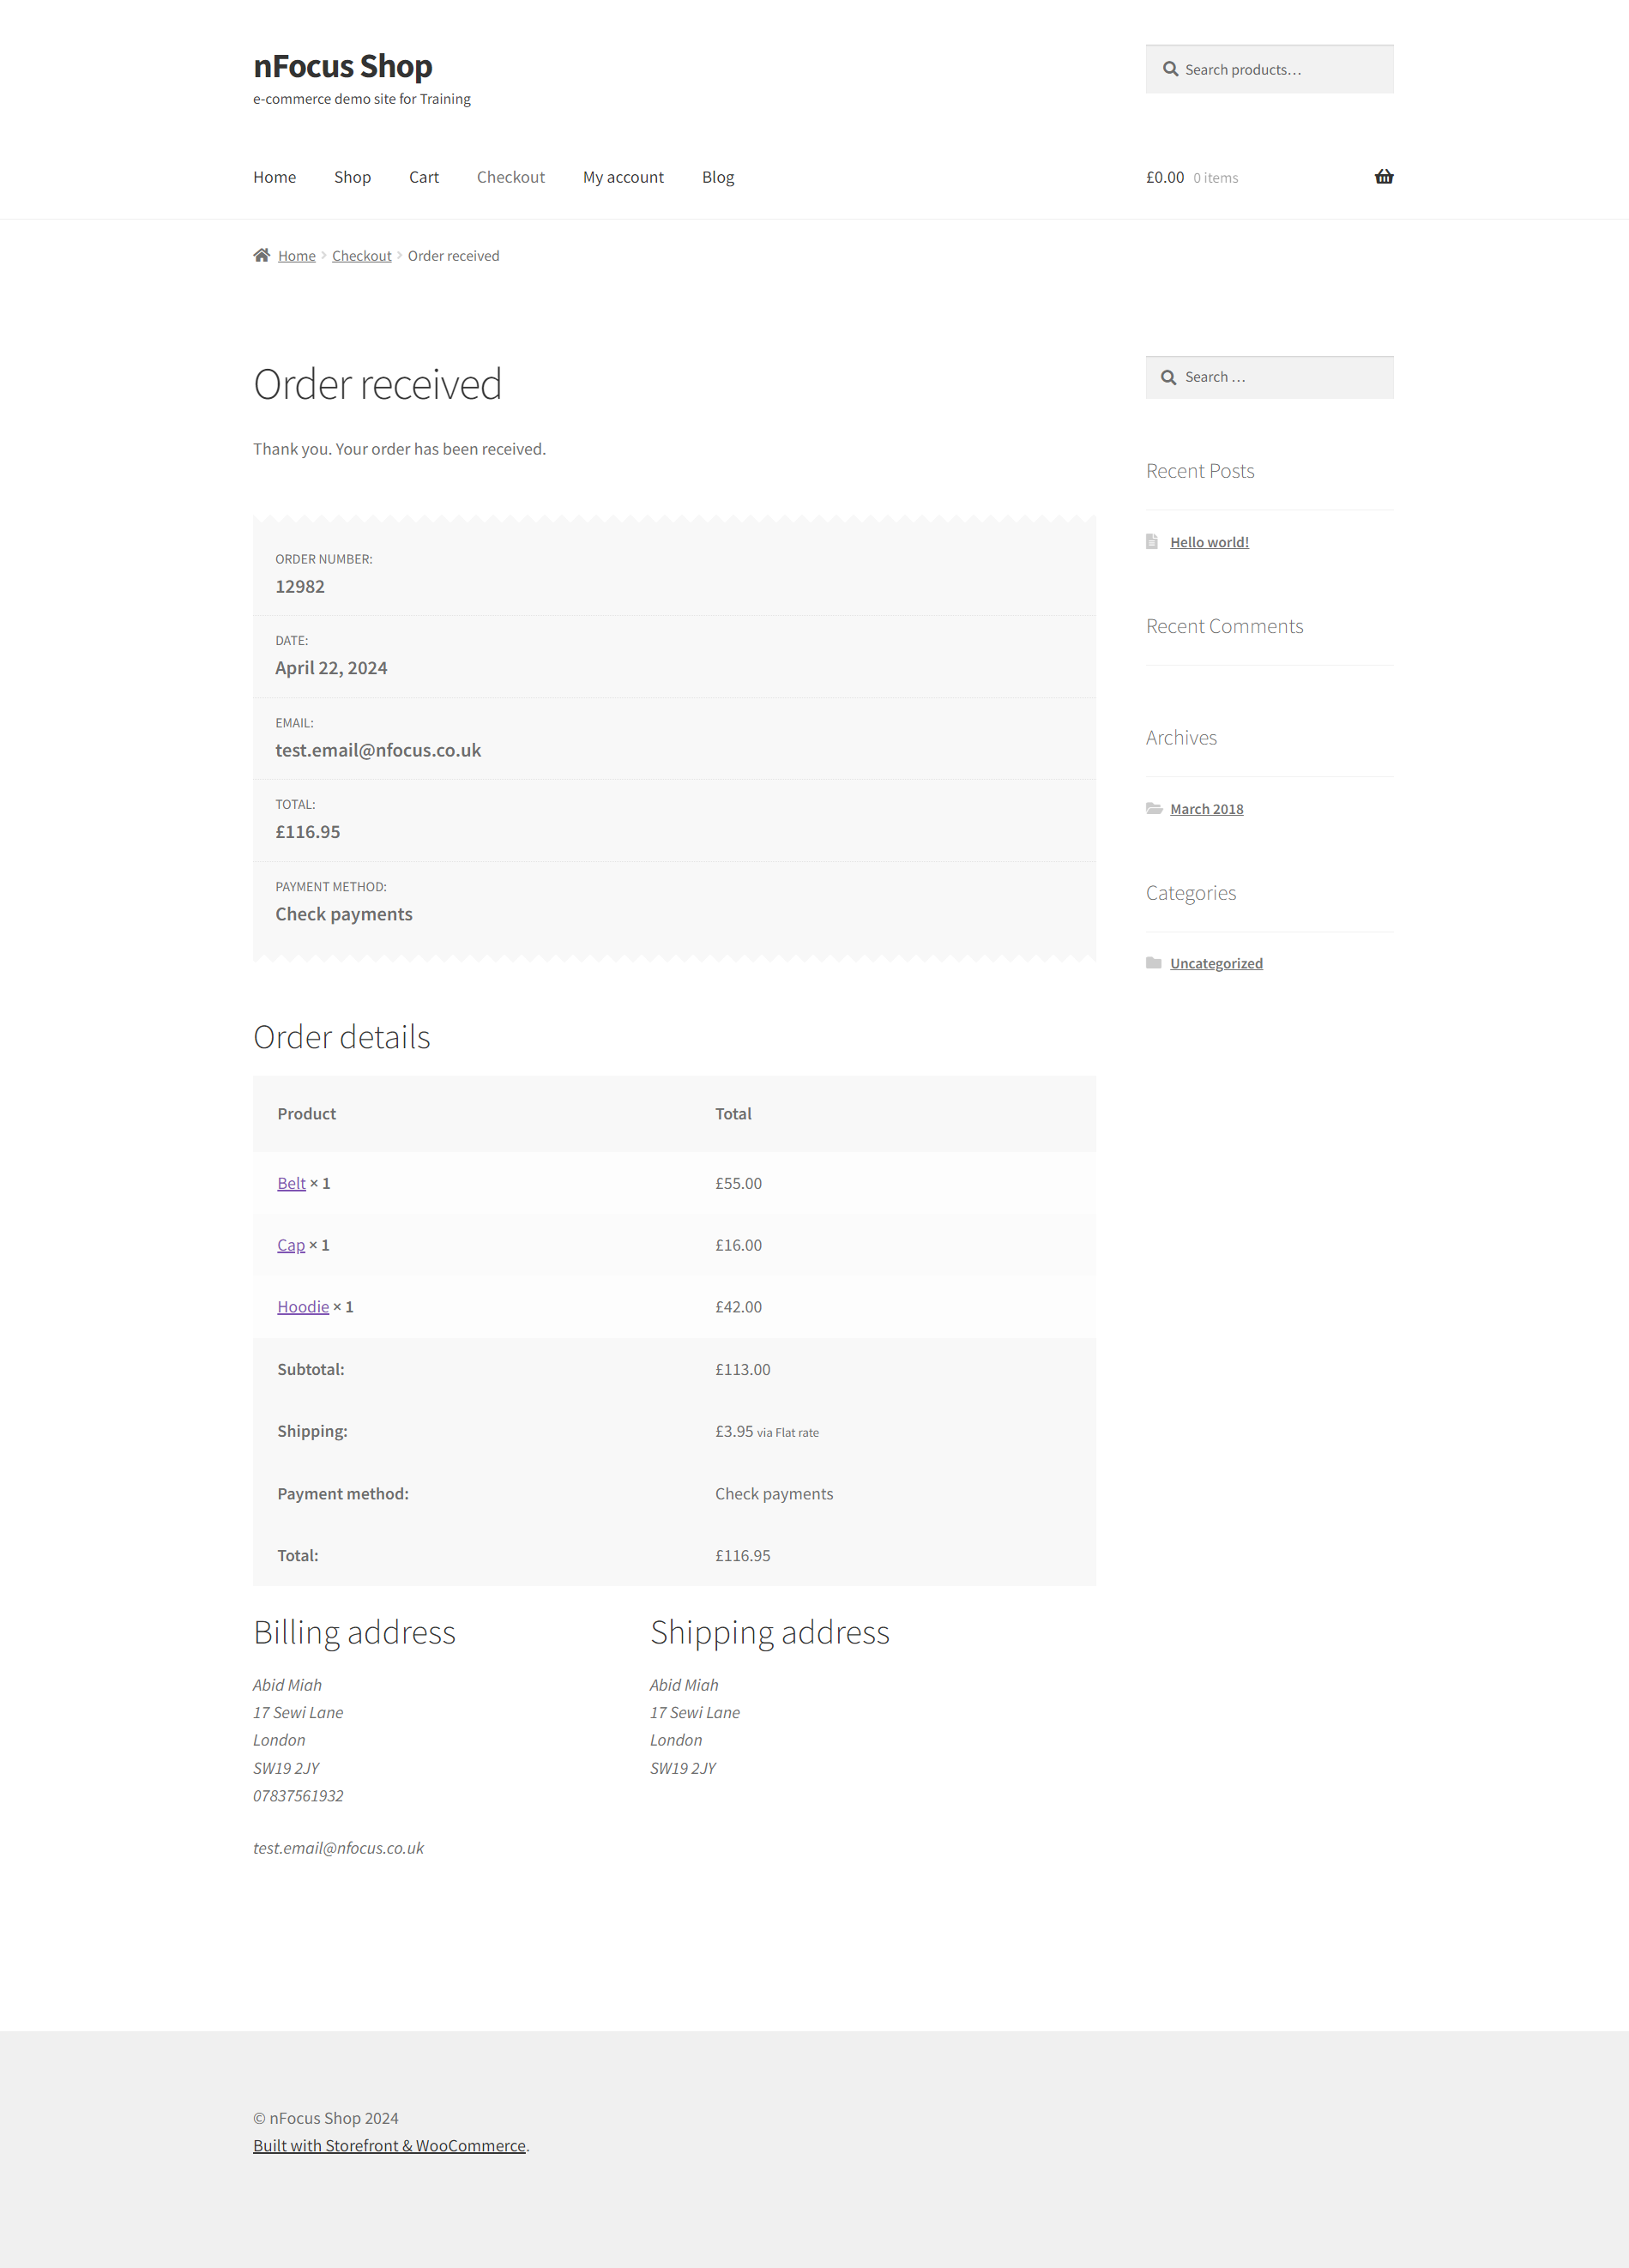 nFocus Shop
e-commerce demo site for Training
Search products…
Home Shop Cart Checkout My account Blog
£0.00 0 items
Home Checkout Order received
Order received
Thank you. Your order has been received.
ORDER NUMBER:
12982
DATE:
April 22, 2024
EMAIL:
test.email@nfocus.co.uk
TOTAL:
£116.95
PAYMENT METHOD:
Check payments
Order details
Product Total
Belt × 1 £55.00
Cap × 1 £16.00
Hoodie × 1 £42.00
Subtotal: £113.00
Shipping: £3.95 via Flat rate
Payment method: Check payments
Total: £116.95
Billing address
Abid Miah
17 Sewi Lane
London
SW19 2JY
07837561932
test.email@nfocus.co.uk
Shipping address
Abid Miah
17 Sewi Lane
London
SW19 2JY
Search …
Recent Posts
Hello world!
Recent Comments
Archives
March 2018
Categories
Uncategorized
© nFocus Shop 2024
Built with Storefront & WooCommerce.